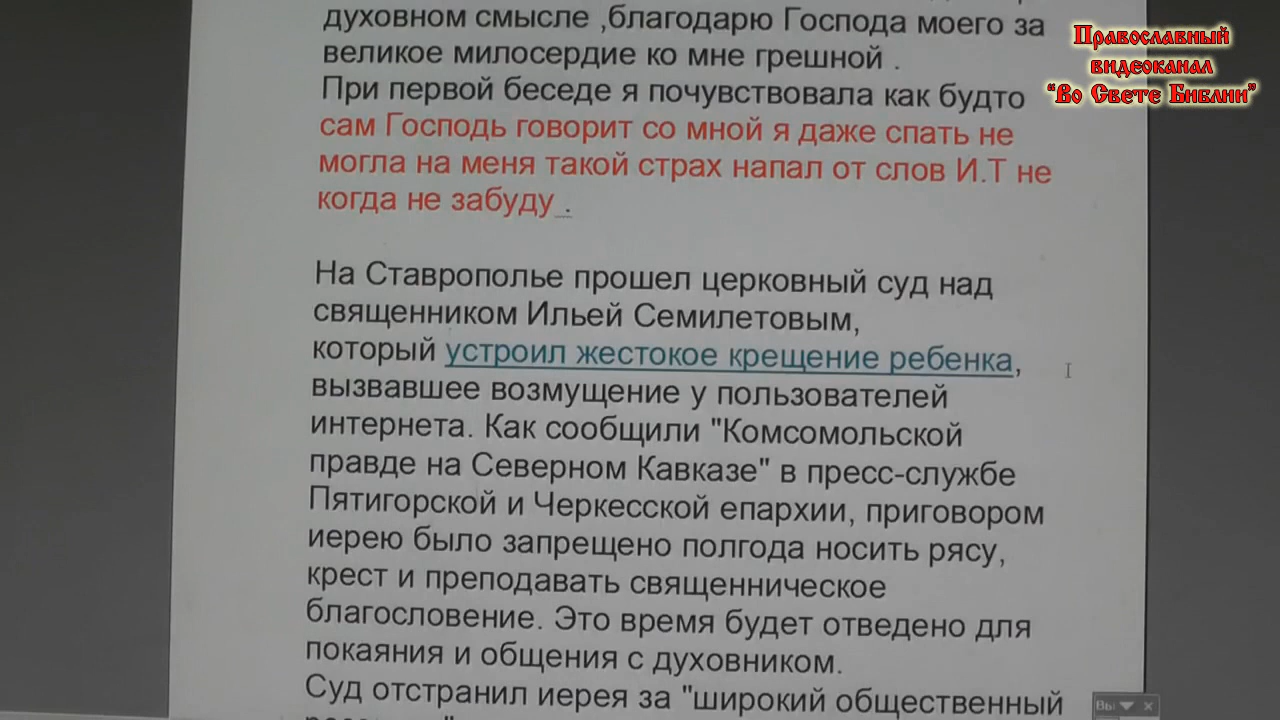 духовном смысле ,благодарю Господа моего за
великое милосердие ко мне грешной .
При первой беседе я почувствовала как будто
сам Господь говорит со мной я даже спать не
могла на меня такой страх напал от слов И.Т не
когда не забуду .
На Ставрополье прошел церковный суд над
священником Ильей Семилетовым,
который устроил жестокое крещение ребенка,
вызвавшее возмущение у пользователей
интернета. Как сообщили "Комсомольской
правде на Северном Кавказе" в пресс-службе
Пятигорской и Черкесской епархии, приговором
иерею было запрещено полгода носить рясу,
крест и преподавать священническое
благословение. Это время будет отведено для
покаяния и общения с духовником.
Суд отстранил иерея за "широкий общественный
Православный
видеоканал
"Во Свете Библии"